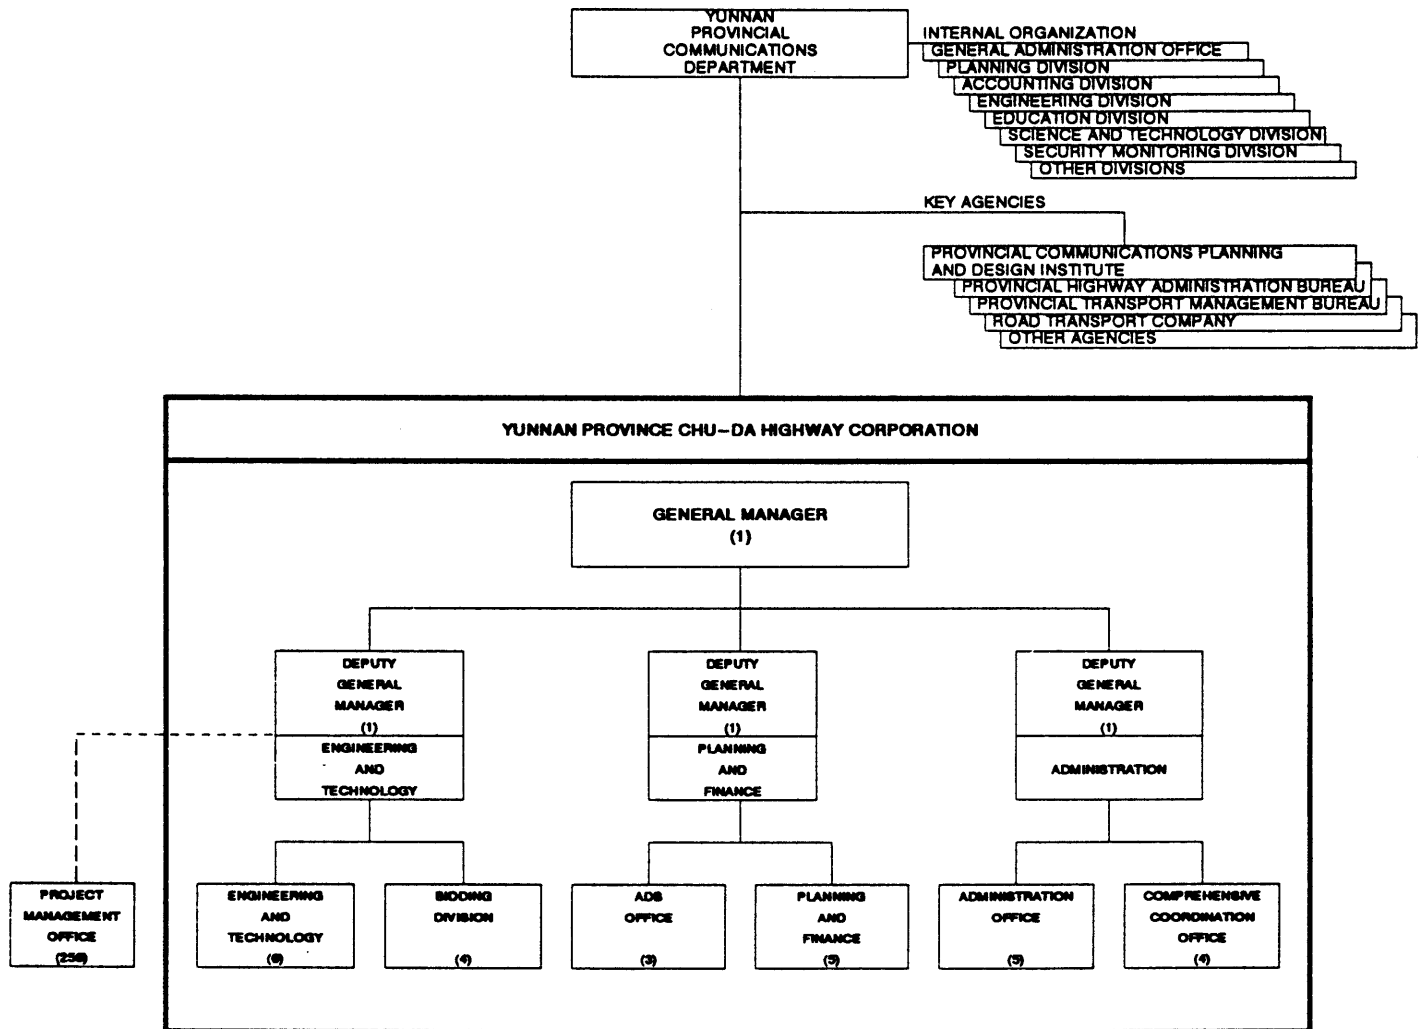 YUNNAN
PROVINCIAL
COMMUNICATIONS
DEPARTMENT
INTERNAL ORGANIZATION
GENERAL ADMINISTRATION OFFICE
PLANNING DIVISION
ACCOUNTING DIVISION
ENGINEERING DIVISION
EDUCATION DIVISION
SCIENCE AND TECHNOLOGY DIVISION
SECURITY MONITORING DIVISION
OTHER DIVISIONS
KEY AGENCIES
PROVINCIAL COMMUNICATIONS PLANNING
AND DESIGN INSTITUTE
PROVINCIAL HIGHWAY ADMINISTRATION BUREAU
PROVINCIAL TRANSPORT MANAGEMENT BUREAU
ROAD TRANSPORT COMPANY
OTHER AGENCIES
YUNNAN PROVINCE CHU-DA HIGHWAY CORPORATION
GENERAL MANAGER
(1)
DEPUTY
GENERAL
MANAGER
(1)
ENGINEERING
AND
TECHNOLOGY
DEPUTY
GENERAL
MANAGER
(1)
PLANNING
AND
FINANCE
DEPUTY
GENERAL
MANAGER
(1)
ADMINISTRATION
PROJECT
MANAGEMENT
OFFICE
ENGINEERING
AND
TECHNOLOGY
BIDDING
DIVISION
(4)
ADB
OFFICE
(3)
PLANNING
AND
FINANCE
(5)
ADMINISTRATION
OFFICE
(5)
COMPREHENSIVE
COORDINATION
OFFICE
(4)